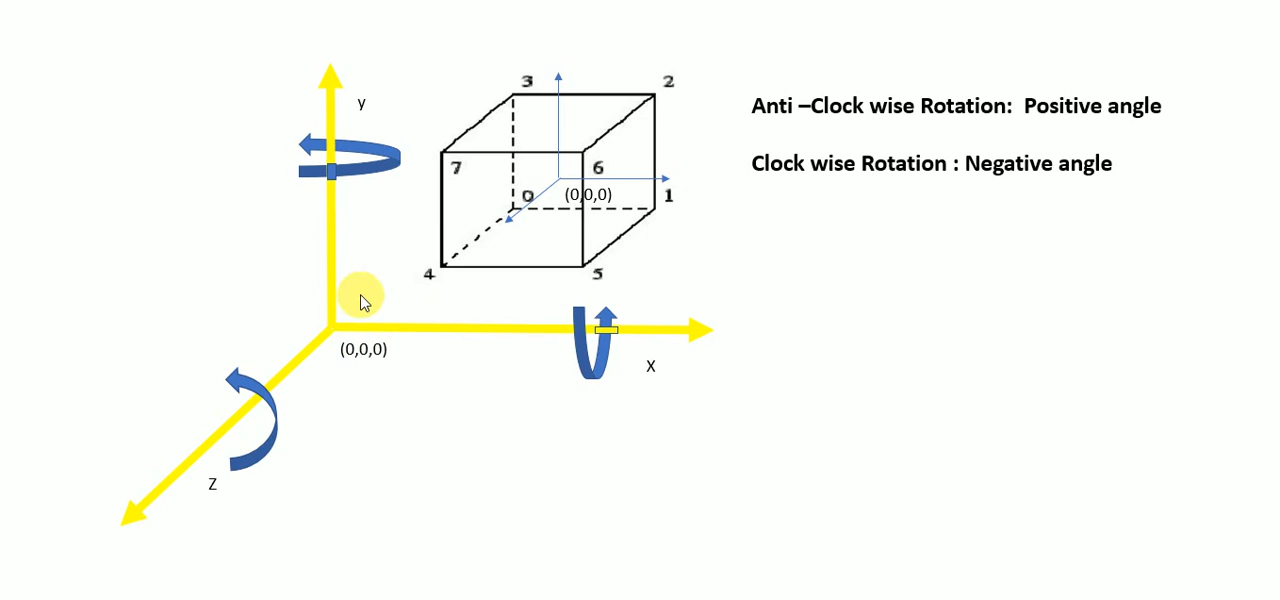 y
3
2
7
6
0
(0,0,0)
1
4
5
(0,0,0)
X
Z
Anti –Clock wise Rotation:  Positive angle
Clock wise Rotation : Negative angle